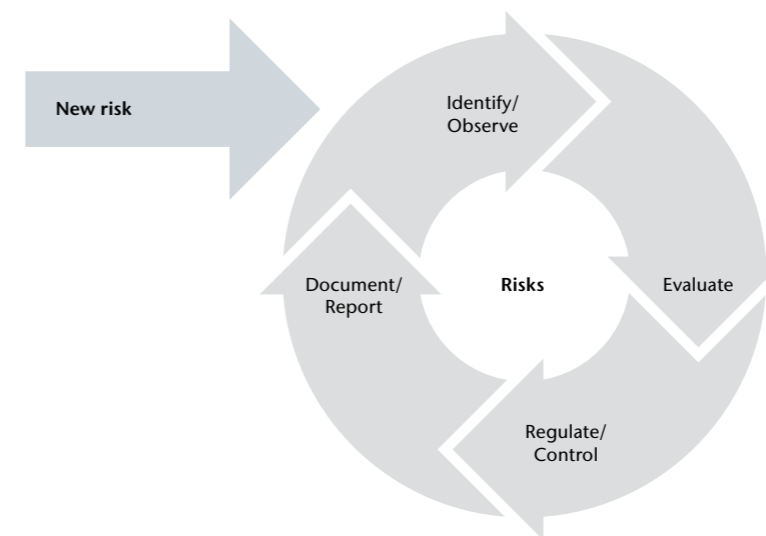 New risk
Identify/
Observe
Document/
Report
Risks
Evaluate
Regulate/
Control